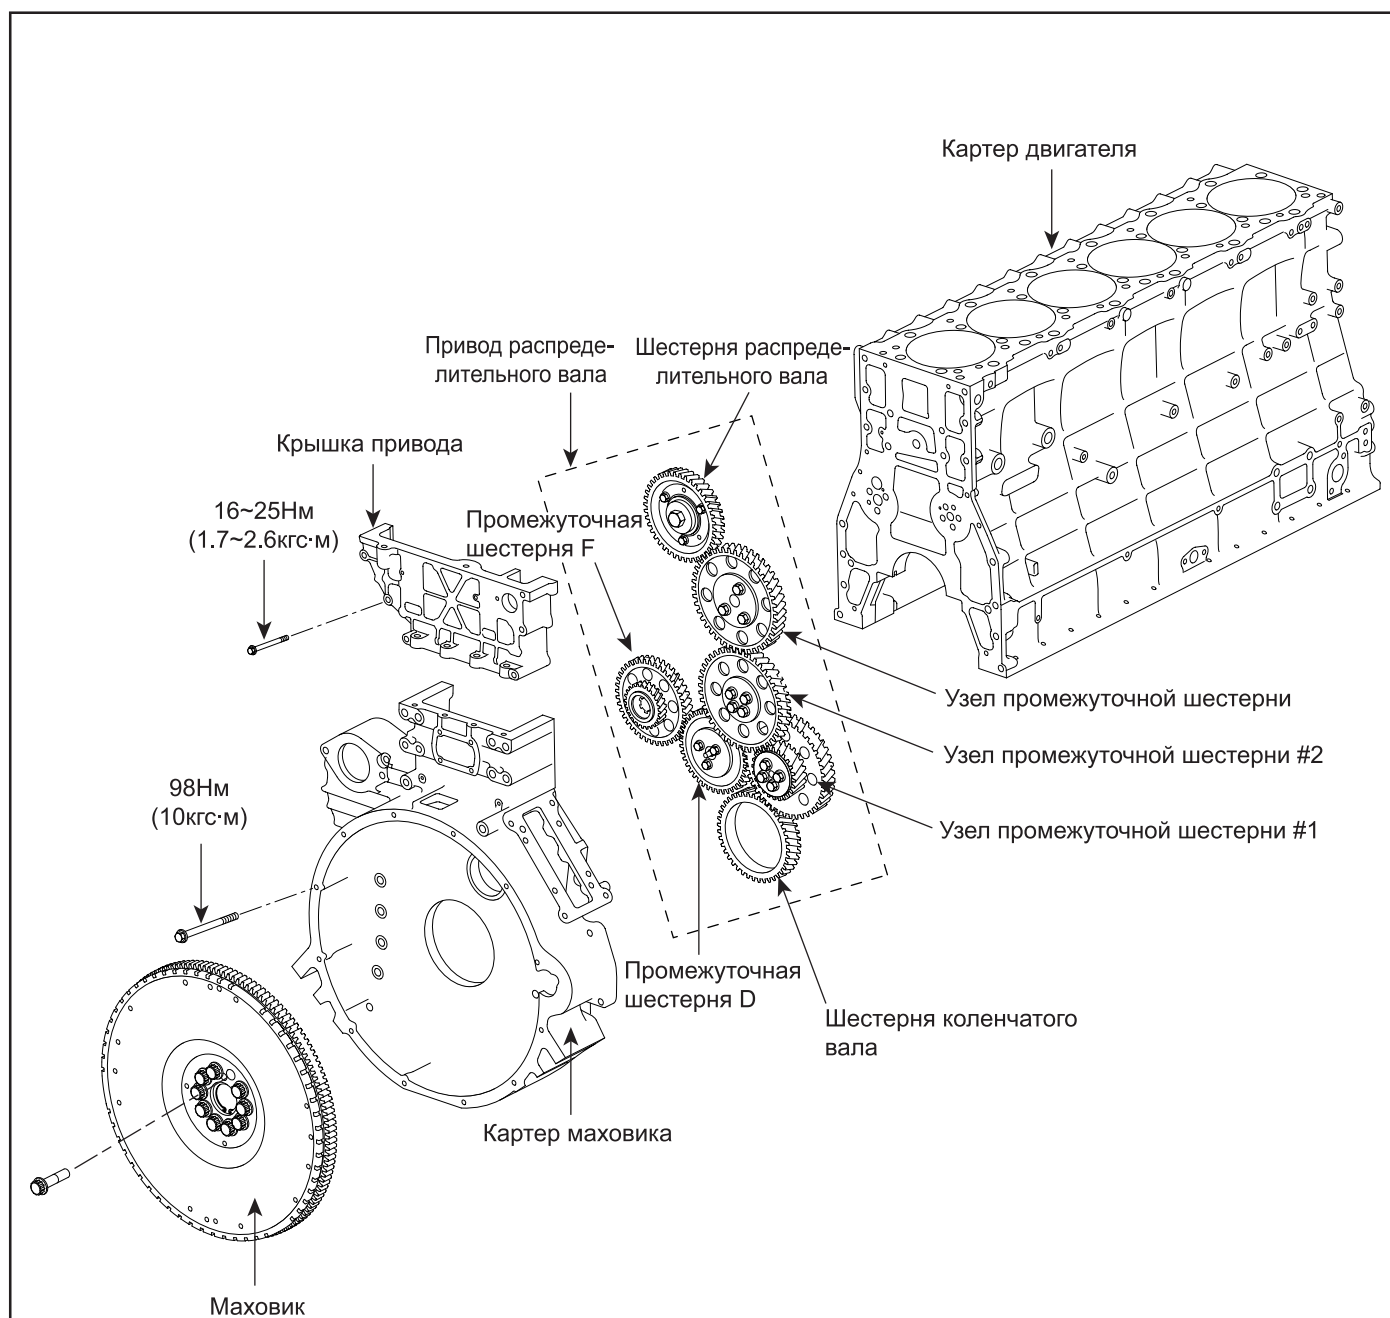 Картер двигателя
Привод распреде-
лительного вала
Шестерня распреде-
лительного вала
Крышка привода
16~25Нм
(1.7~2.6кгс·м)
Промежуточная
шестерня F
Узел промежуточной шестерни
Узел промежуточной шестерни #2
98Нм
(10кгс·м)
Узел промежуточной шестерни #1
Промежуточная
шестерня D
Шестерня коленчатого
вала
Картер маховика
Маховик